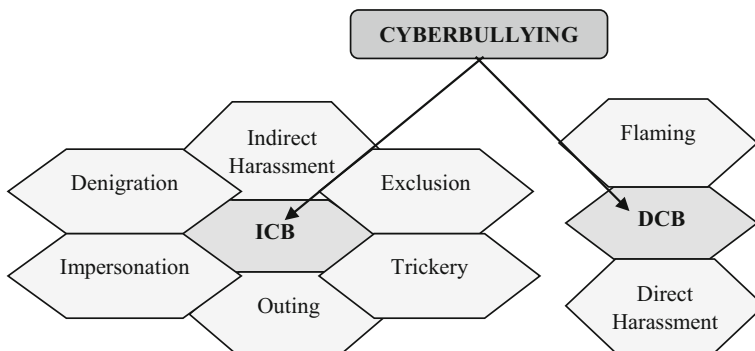 CYBERBULLYING
Indirect
Harassment
Denigration
Exclusion
ICB
Impersonation
Trickery
Outing
Flaming
DCB
Direct
Harassment